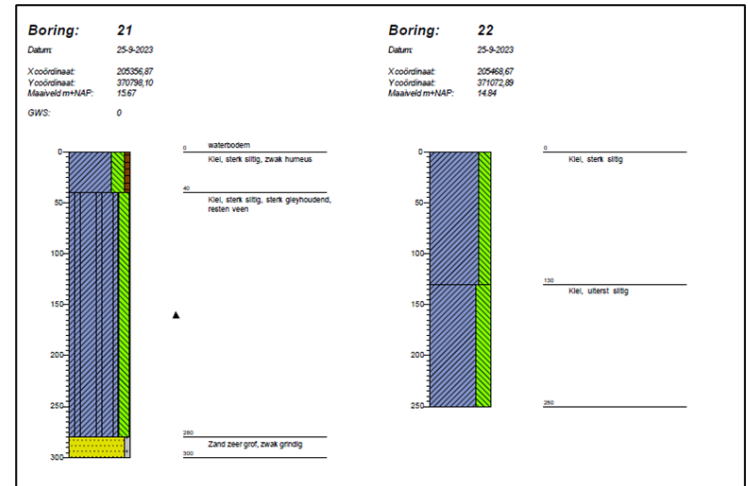 Boring: 21
Datum: 25-9-2023
Xcoördinaat: 205356,87
Ycoördinaat: 370798,10
Maaiveld m+NAP: 15.67
GWS: 0
0
50
100
150
200
250
300
0 waterbodem
Klei, sterk siltig, zwak humeus
40
Klei, sterk siltig, sterk gleyhoudend,
resten veen
280
Zand zeer grof, zwak grindig
300
Boring: 22
Datum: 25-9-2023
Xcoördinaat: 205468,67
Ycoördinaat: 371072,89
Maaiveld m+NAP: 14.84
0
50
100
150
200
250
0
Klei, sterk siltig
130
Klei, uiterst siltig
250